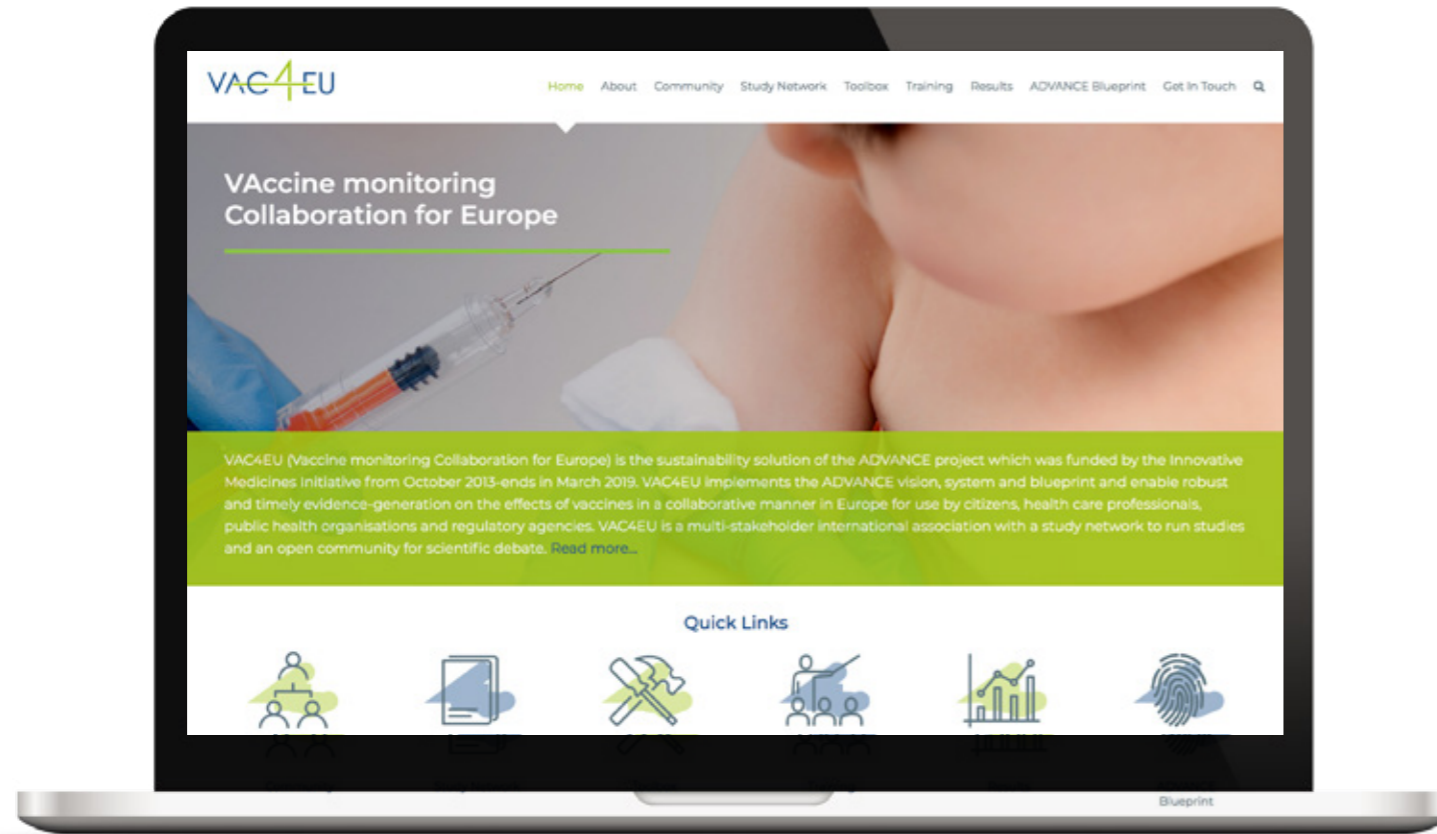 VAC4EU
Home About Community Study Network Toolbox Training Results ADVANCE Blueprint Get In Touch
VAccine monitoring
Collaboration for Europe
VAC4EU (Vaccine monitoring Collaboration for Europe) is the sustainability solution of the ADVANCE project which was funded by the Innovative
Medicines Initiative from October 2013-ends in March 2019. VAC4EU implements the ADVANCE vision, system and blueprint and enable robust
and timely evidence-generation on the effects of vaccines in a collaborative manner in Europe for use by citizens, health care professionals,
public health organisations and regulatory agencies. VAC4EU is a multi-stakeholder international association with a study network to run studies
and an open community for scientific debate. Read more...
Quick Links
Blueprint